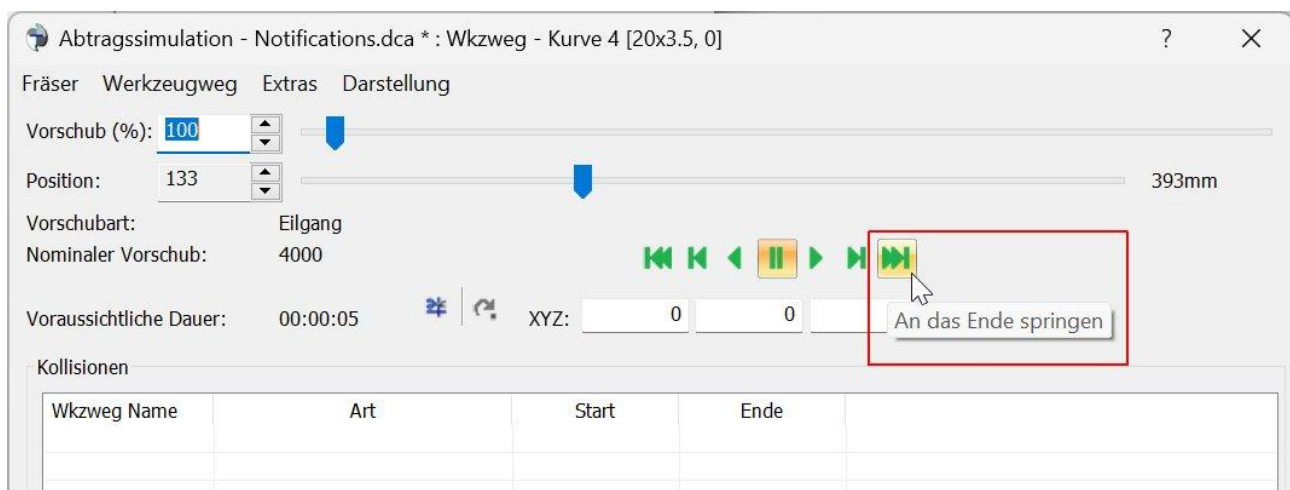 Abtragssimulation - Notifications.dca * : Wkzweg - Kurve 4 [20x3.5, 0] ?
Fräser Werkzeugweg Extras Darstellung
Vorschub (%): 100
Position: 133 393mm
Vorschubart: Eilgang
Nominaler Vorschub: 4000
Voraussichtliche Dauer: 00:00:05 XYZ: 0 0
An das Ende springen
Kollisionen
Wkzweg Name Art Start Ende